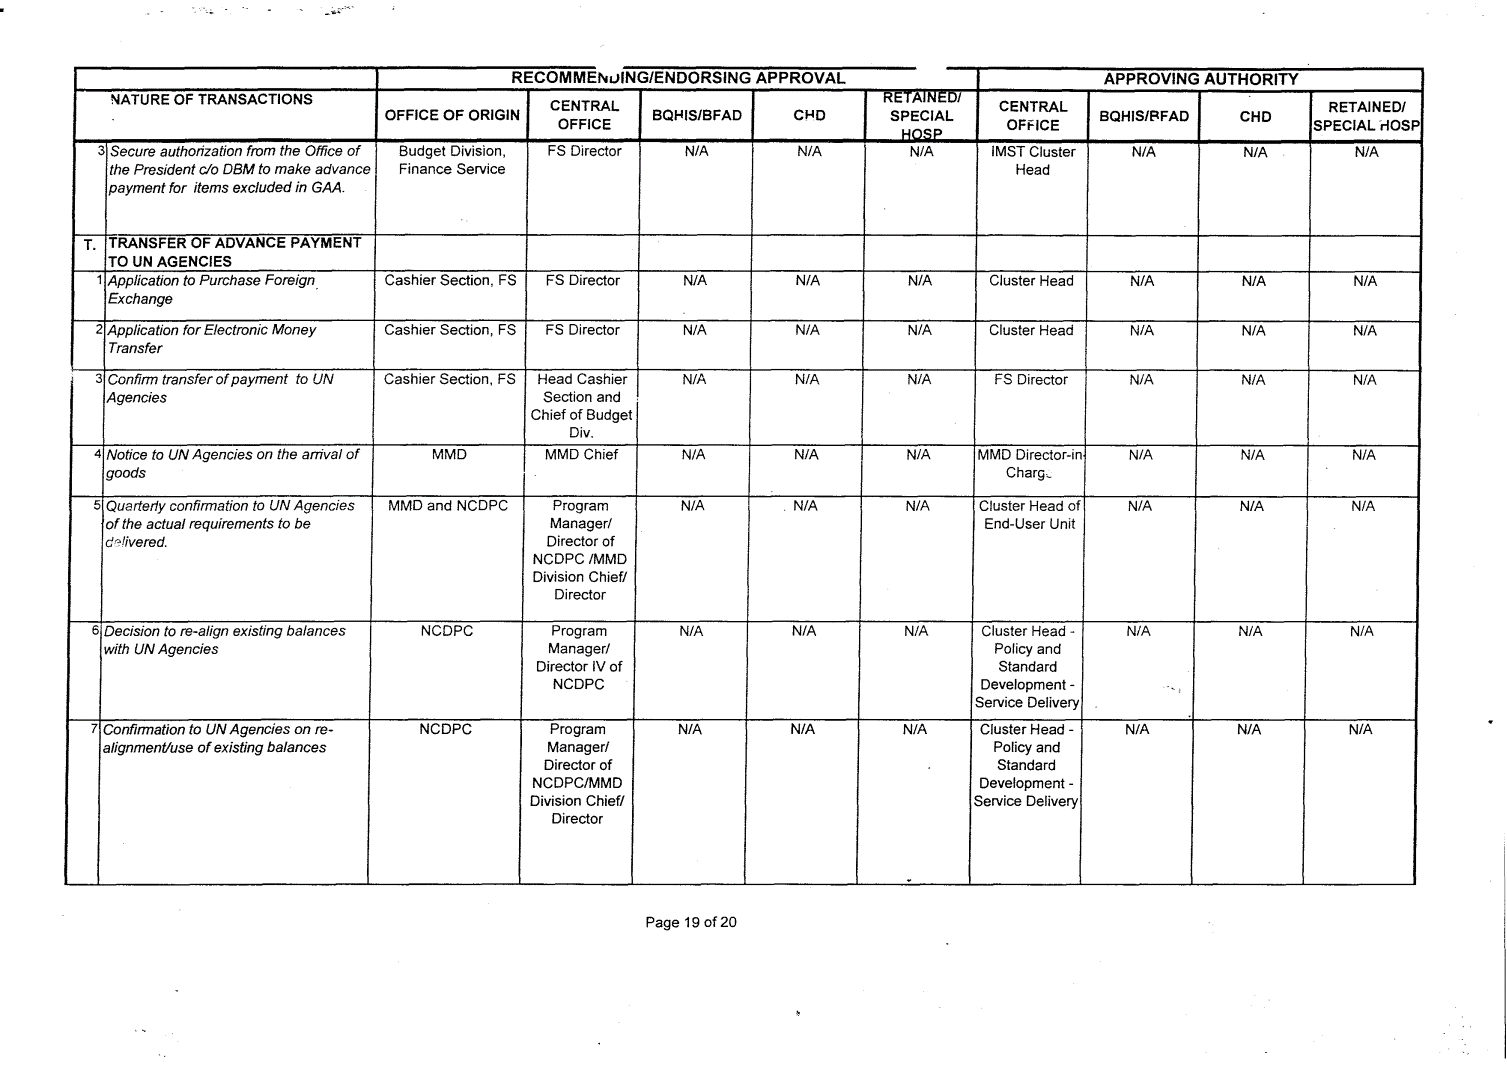 RECOMMENDING/ENDORSING APPROVAL APPROVING AUTHORITY
NATURE OF TRANSACTIONS OFFICE OF ORIGIN CENTRAL OFFICE BQHIS/BFAD CHD RETAINED/ SPECIAL HOSP CENTRAL OFFICE BQHIS/BFAD CHD RETAINED/ SPECIAL HOSP
3 Secure authorization from the Office of Budget Division, FS Director N/A N/A N/A IMST Cluster N/A N/A N/A
the President c/o DBM to make advance Finance Service Head
payment for items excluded in GAA.
T. TRANSFER OF ADVANCE PAYMENT
TO UN AGENCIES
1 Application to Purchase Foreign Cashier Section, FS FS Director N/A N/A N/A Cluster Head N/A N/A N/A
Exchange
2 Application for Electronic Money Cashier Section, FS FS Director N/A N/A N/A Cluster Head N/A N/A N/A
Transfer
3 Confirm transfer of payment to UN Cashier Section, FS Head Cashier N/A N/A N/A FS Director N/A N/A N/A
Agencies Section and
Chief of Budget
Div.
4 Notice to UN Agencies on the arrival of MMD MMD Chief N/A N/A N/A MMD Director-in N/A N/A N/A
goods Charge
5 Quarterly confirmation to UN Agencies MMD and NCDPC Program N/A N/A N/A Cluster Head of N/A N/A N/A
of the actual requirements to be Manager/ End-User Unit
delivered. Director of
NCDPC /MMD
Division Chief/
Director
6 Decision to re-align existing balances NCDPC Program N/A N/A N/A Cluster Head - N/A N/A N/A
with UN Agencies Manager/ Policy and
Director IV of Standard
NCDPC Development -
Service Delivery
7 Confirmation to UN Agencies on re- NCDPC Program N/A N/A N/A Cluster Head - N/A N/A N/A
alignment/use of existing balances Manager/ Policy and
Director of Standard
NCDPC/MMD Development -
Division Chief/ Service Delivery
Director
Page 19 of 20